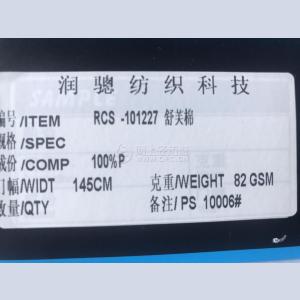 润骢纺织科技
编号/ITEM RCS -101227 舒芙棉
规格/SPEC
成份/COMP 100%P
门幅/WIDT 145CM 克重/WEIGHT 82 GSM
数量/QTY 备注/ PS 10006#